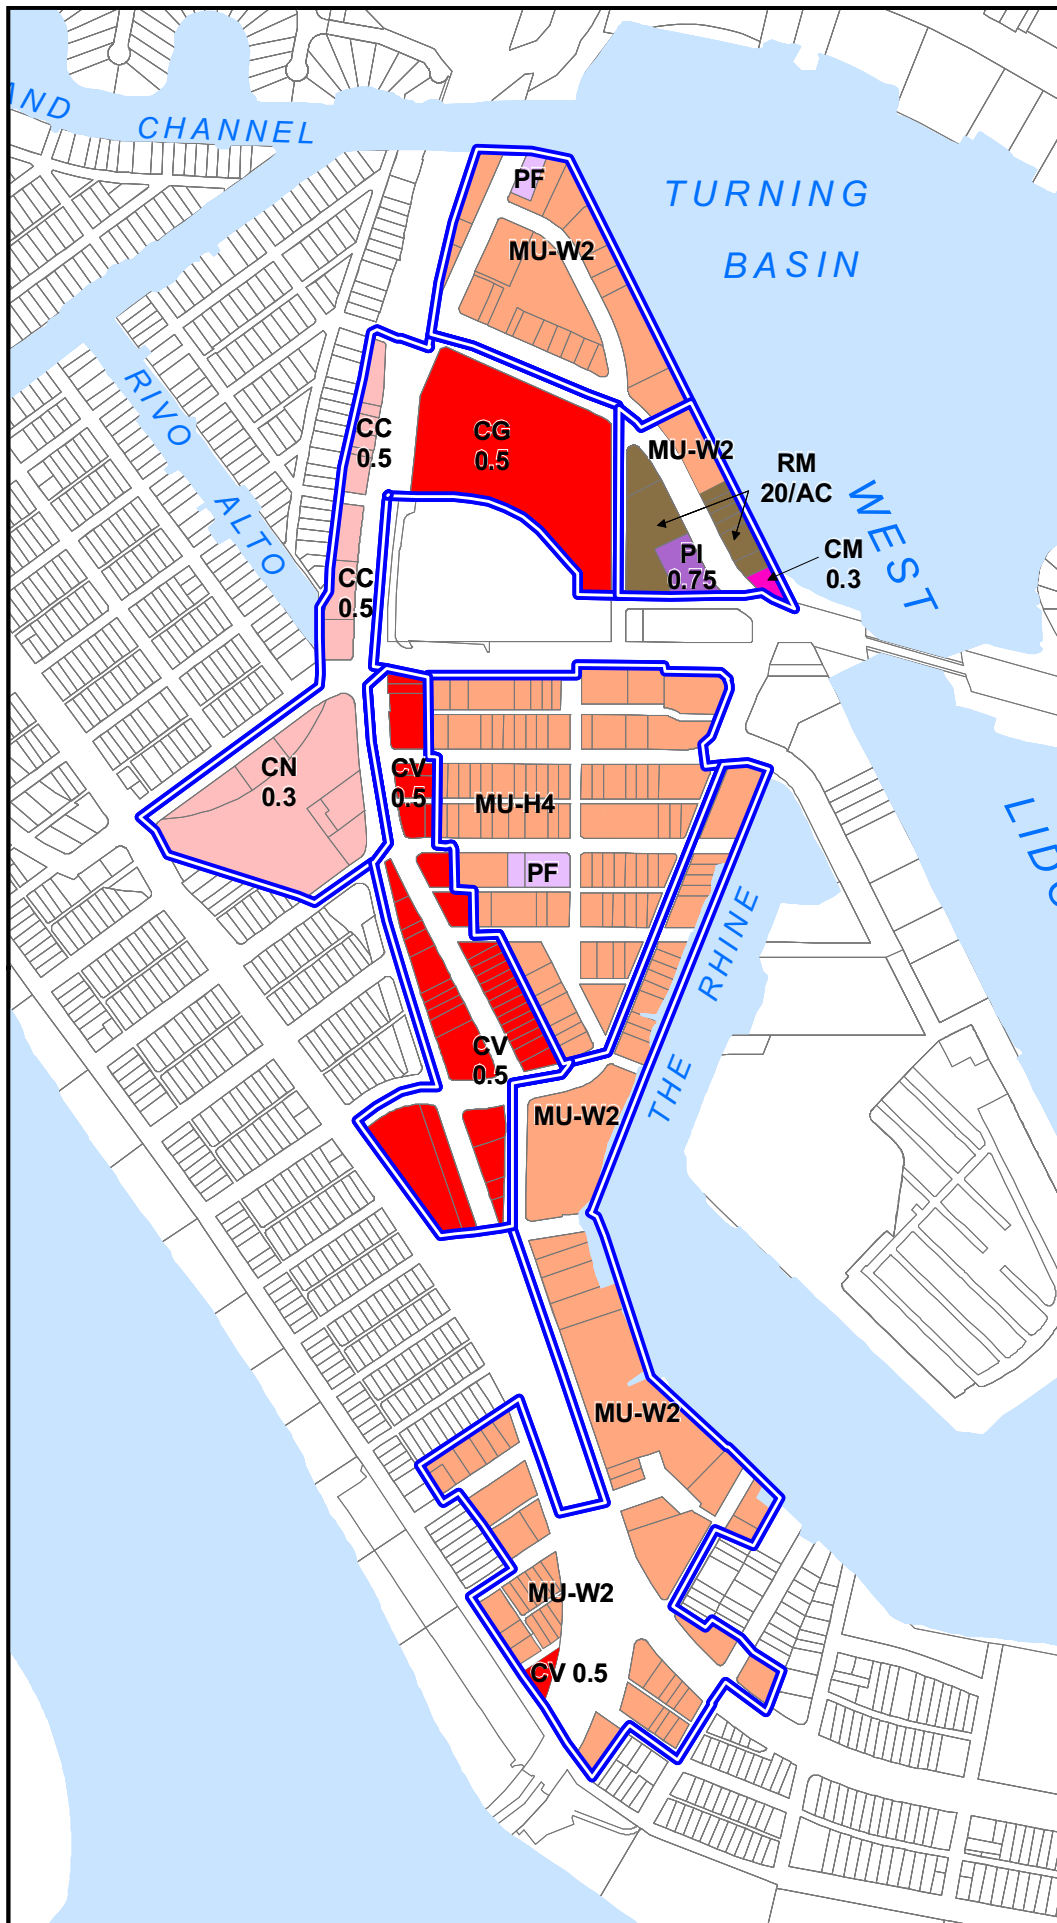 AND CHANNEL
TURNING
BASIN
PF
MU-W2
RIVO
ALTO
CC
0.5
CG
0.5
MU-W2
RM
20/AC
WEST
CM
0.3
PI
0.75
CC
0.5
CN
0.3
CV
0.5
MU-H4
PF
LIDO
THE RHINE
CV
0.5
MU-W2
MU-W2
MU-W2
CV 0.5